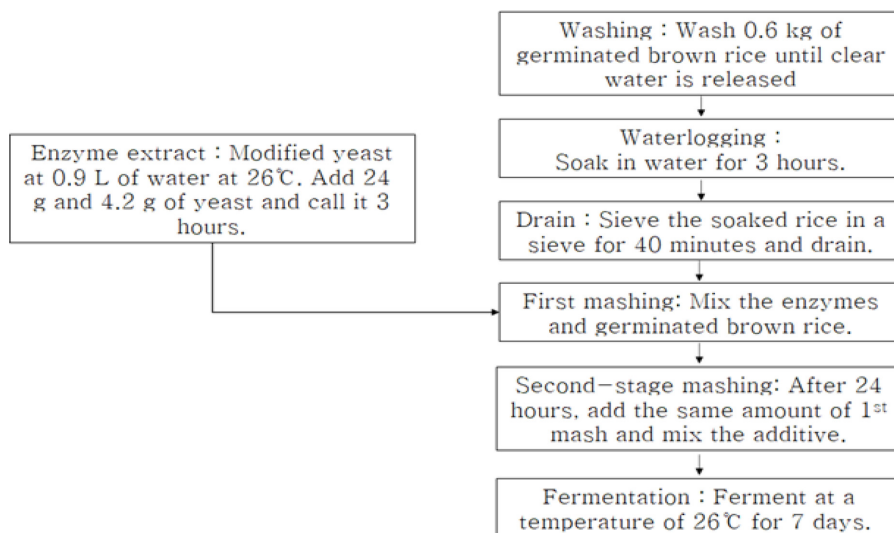 Washing : Wash 0.6 kg of
germinated brown rice until clear
water is released
Waterlogging :
Soak in water for 3 hours.
Enzyme extract : Modified yeast
at 0.9 L of water at 26℃. Add 24
g and 4.2 g of yeast and call it 3
hours.
Drain : Sieve the soaked rice in a
sieve for 40 minutes and drain.
First mashing: Mix the enzymes
and germinated brown rice.
Second-stage mashing: After 24
hours, add the same amount of 1st
mash and mix the additive.
Fermentation : Ferment at a
temperature of 26℃ for 7 days.